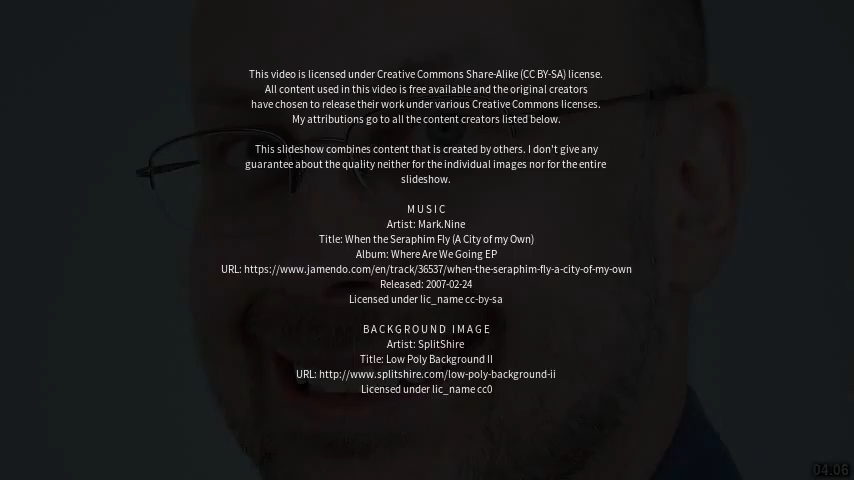 This video is licensed under Creative Commons Share-Alike (CC BY-SA) license.
All content used in this video is free available and the original creators
have chosen to release their work under various Creative Commons licenses.
My attributions go to all the content creators listed below.
This slideshow combines content that is created by others. I don't give any
guarantee about the quality neither for the individual images nor for the entire
slideshow.
MUSIC
Artist: Mark.Nine
Title: When the Seraphim Fly (A City of my Own)
Album: Where Are We Going EP
URL: https://www.jamendo.com/en/track/36537/when-the-seraphim-fly-a-city-of-my-own
Released: 2007-02-24
Licensed under lic_name cc-by-sa
BACKGROUND IMAGE
Artist: SplitShire
Title: Low Poly Background II
URL: http://www.splitshire.com/low-poly-background-ii
Licensed under lic_name cc0
04:06